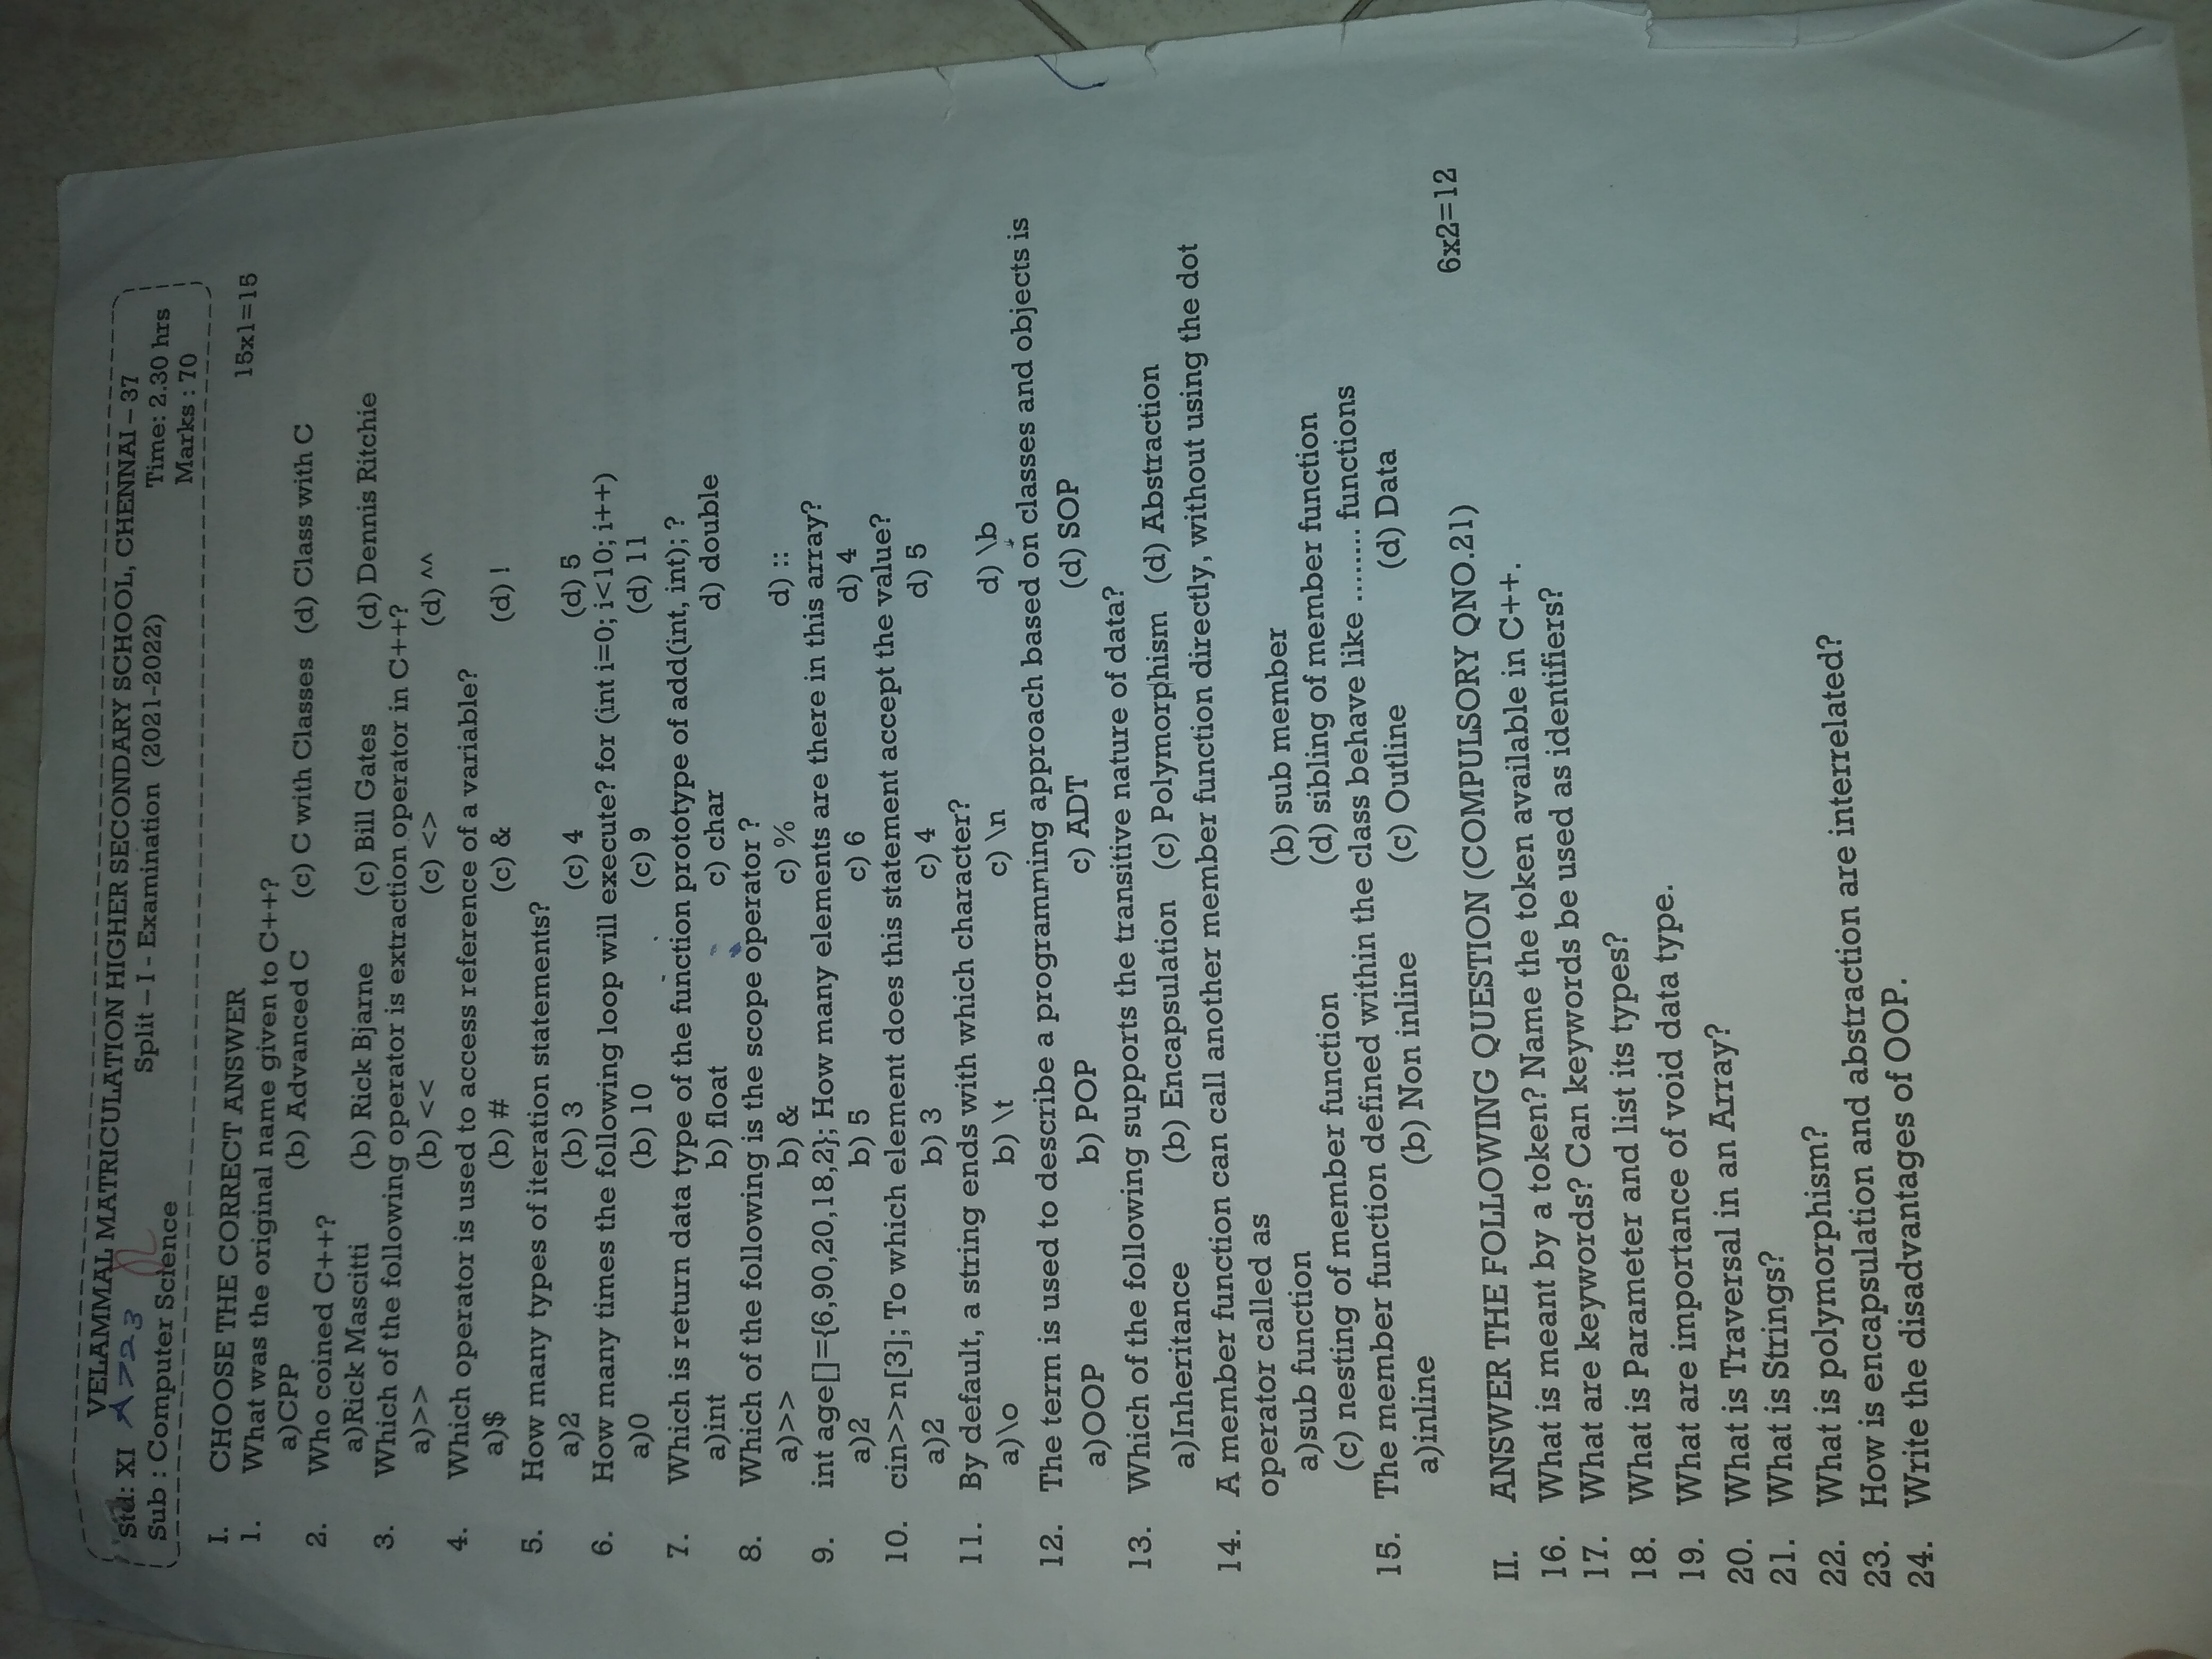 VELAMMAL MATRICULATION HIGHER SECONDARY SCHOOL, CHENNAI – 37
Std: XI A723 Split – I - Examination (2021-2022) Time: 2.30 hrs
Sub : Computer Science Marks : 70
I. CHOOSE THE CORRECT ANSWER 15x1=15
1. What was the original name given to C++?
a)CPP (b) Advanced C (c) C with Classes (d) Class with C
2. Who coined C++?
a)Rick Mascitti (b) Rick Bjarne (c) Bill Gates (d) Dennis Ritchie
3. Which of the following operator is extraction operator in C++?
a)>> (b) << (c) <> (d) ^^
4. Which operator is used to access reference of a variable?
a)$ (b) # (c) & (d) !
5. How many types of iteration statements?
a)2 (b) 3 (c) 4 (d) 5
6. How many times the following loop will execute? for (int i=0; i<10; i++)
a)0 (b) 10 (c) 9 (d) 11
7. Which is return data type of the function prototype of add(int, int); ?
a)int b) float c) char d) double
8. Which of the following is the scope operator ?
a)>> b) & c) % d) ::
9. int age[]={6,90,20,18,2}; How many elements are there in this array?
a)2 b) 5 c) 6 d) 4
10. cin>>n[3]; To which element does this statement accept the value?
a)2 b) 3 c) 4 d) 5
11. By default, a string ends with which character?
a)\o b) \t c) \n d) \b
12. The term is used to describe a programming approach based on classes and objects is
a)OOP b) POP c) ADT (d) SOP
13. Which of the following supports the transitive nature of data?
a)Inheritance (b) Encapsulation (c) Polymorphism (d) Abstraction
14. A member function can call another member function directly, without using the dot
operator called as
a)sub function (b) sub member
(c) nesting of member function (d) sibling of member function
15. The member function defined within the class behave like ........ functions
a)inline (b) Non inline (c) Outline (d) Data
II. ANSWER THE FOLLOWING QUESTION (COMPULSORY QNO.21) 6x2=12
16. What is meant by a token? Name the token available in C++.
17. What are keywords? Can keywords be used as identifiers?
18. What is Parameter and list its types?
19. What are importance of void data type.
20. What is Traversal in an Array?
21. What is Strings?
22. What is polymorphism?
23. How is encapsulation and abstraction are interrelated?
24. Write the disadvantages of OOP.